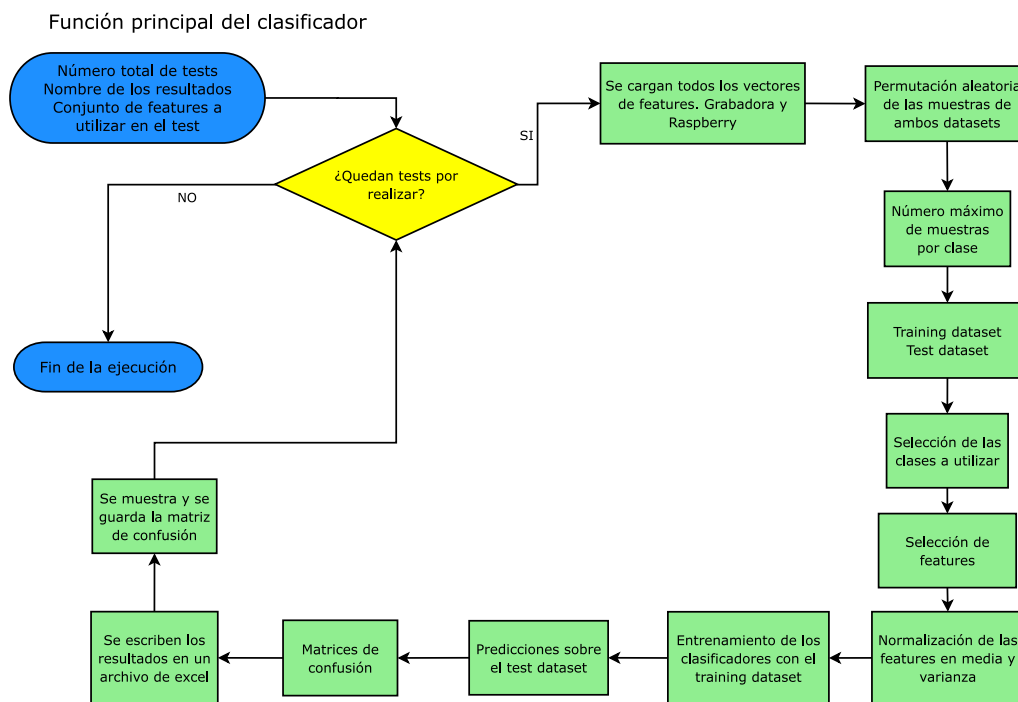 Función principal del clasificador
Número total de tests
Nombre de los resultados
Conjunto de features a
utilizar en el test
¿Quedan tests por
realizar?
SI
NO
Fin de la ejecución
Se cargan todos los vectores
de features. Grabadora y
Raspberry
Permutación aleatoria
de las muestras de
ambos datasets
Número máximo
de muestras
por clase
Training dataset
Test dataset
Selección de las
clases a utilizar
Selección de
features
Normalización de las
features en media y
varianza
Entrenamiento de los
clasificadores con el
training dataset
Predicciones sobre
el test dataset
Matrices de
confusión
Se escriben los
resultados en un
archivo de excel
Se muestra y se
guarda la matriz
de confusión